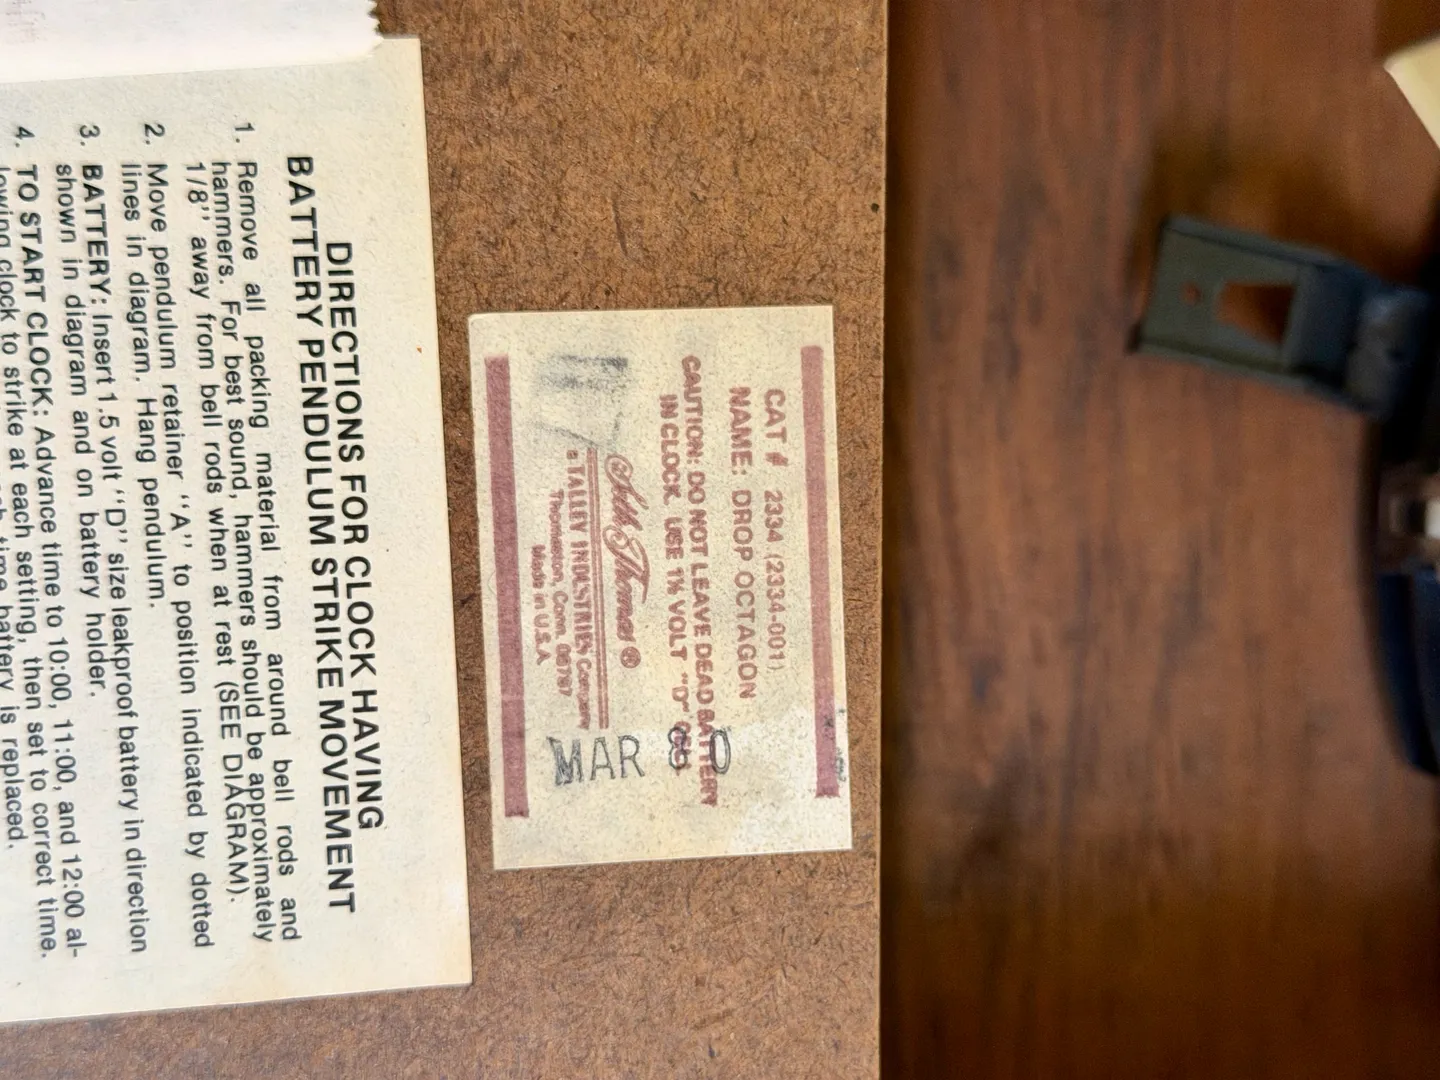 DIRECTIONS FOR CLOCK HAVING
BATTERY PENDULUM STRIKE MOVEMENT
1. Remove all packing material from around bell rods and
hammers. For best sound, hammers should be approximately
1/8'' away from bell rods when at rest (SEE DIAGRAM).
2. Move pendulum retainer ''A'' to position indicated by dotted
lines in diagram. Hang pendulum.
3. BATTERY: Insert 1.5 volt ''D'' size leakproof battery in direction
shown in diagram and on battery holder.
4. TO START CLOCK: Advance time to 10:00, 11:00, and 12:00 al-
lowing clock to strike at each setting, then set to correct time.
time battery is replaced.
CAT # 2334 (2334-001)
NAME: DROP OCTAGON
CAUTION: DO NOT LEAVE DEAD BATTERY
IN CLOCK. USE 1½ VOLT "D" CELL
Seth Thomas ®
TALLEY INDUSTRIES Company
Thomaston, Conn. 06787
Made in U.S.A.
MAR 80